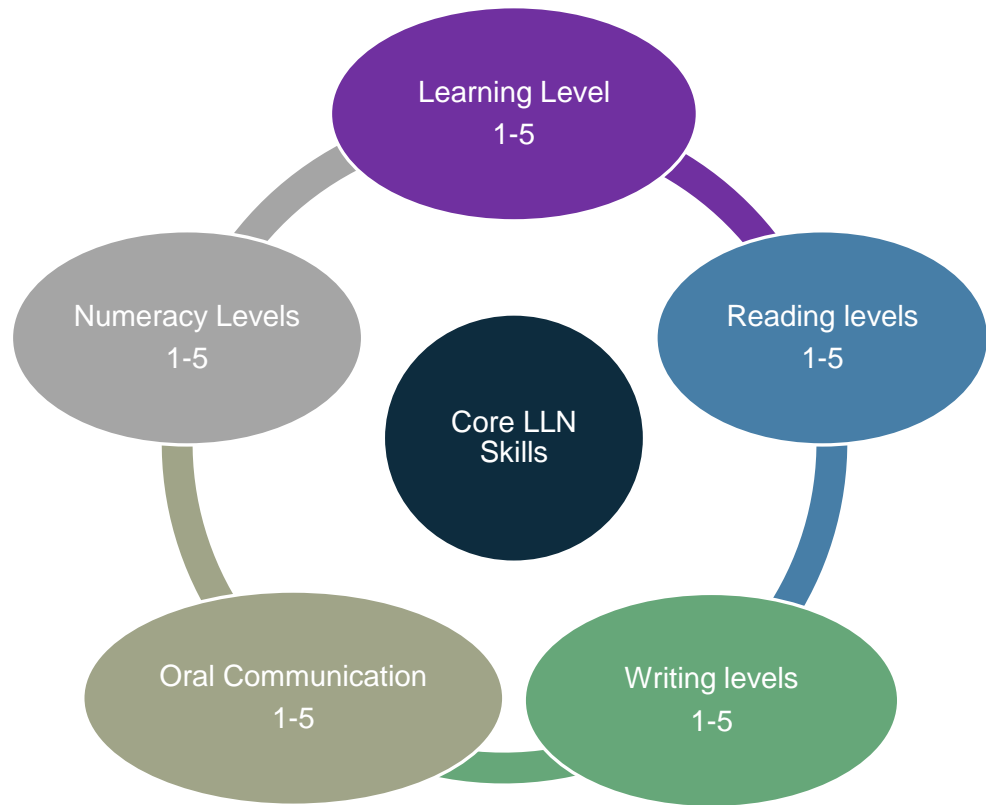 Learning Level
1-5
Numeracy Levels
1-5
Reading levels
1-5
Core LLN
Skills
Oral Communication
1-5
Writing levels
1-5